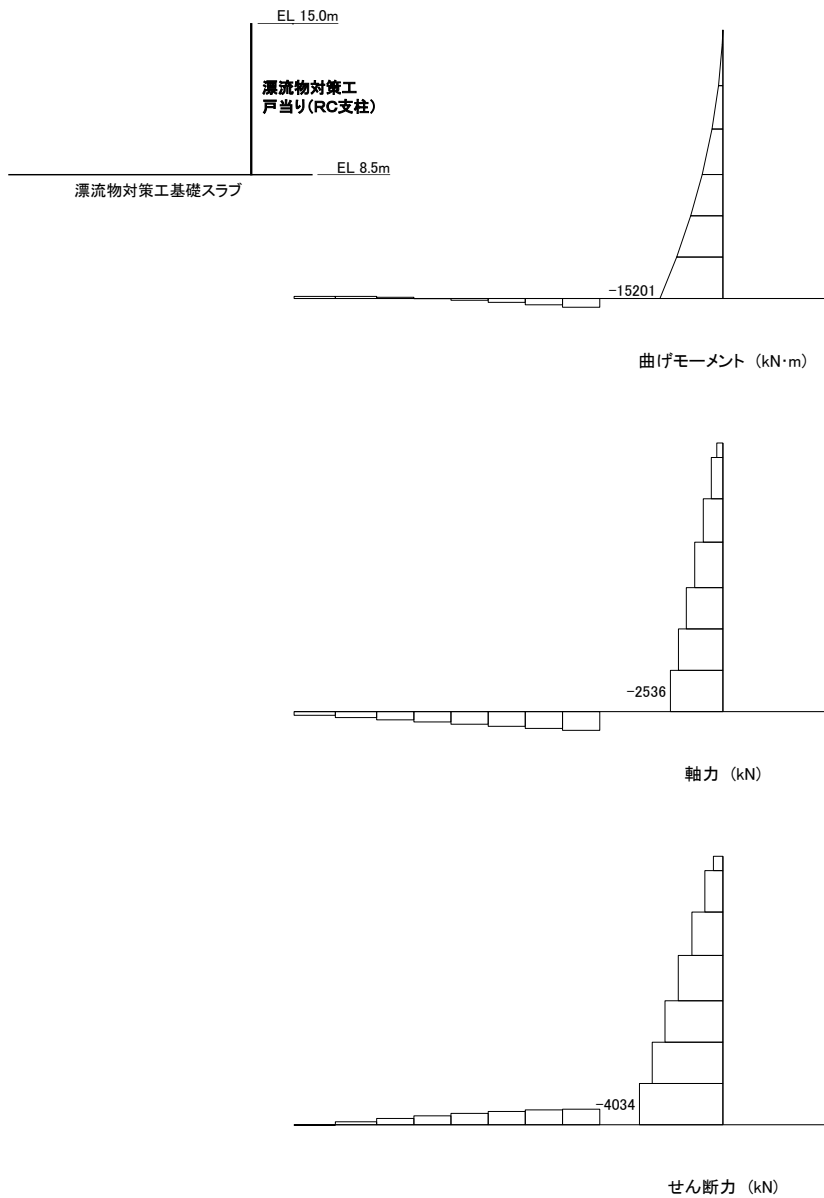 EL 15.0m
漂流物対策工
戸当り(RC支柱)
EL 8.5m
漂流物対策工基礎スラブ
-15201
曲げモーメント (kN·m)
-2536
軸力 (kN)
-4034
せん断力 (kN)